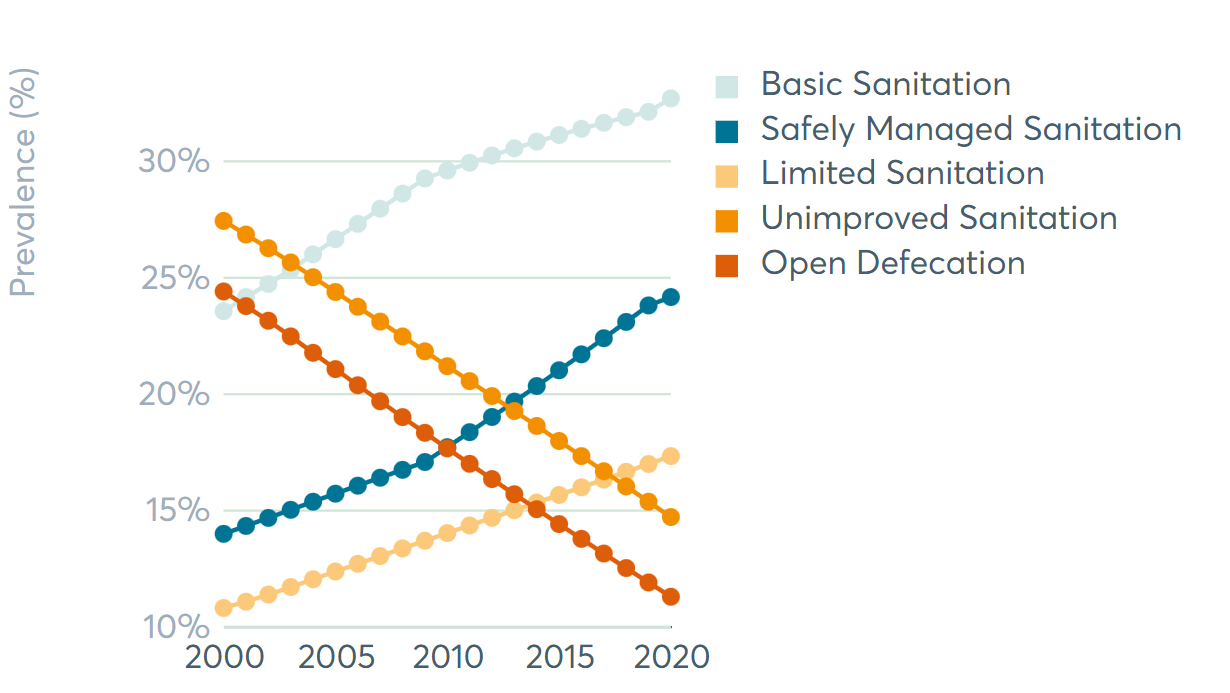 Prevalence (%)
30%
25%
20%
15%
10%
2000 2005 2010 2015 2020
Basic Sanitation
Safely Managed Sanitation
Limited Sanitation
Unimproved Sanitation
Open Defecation